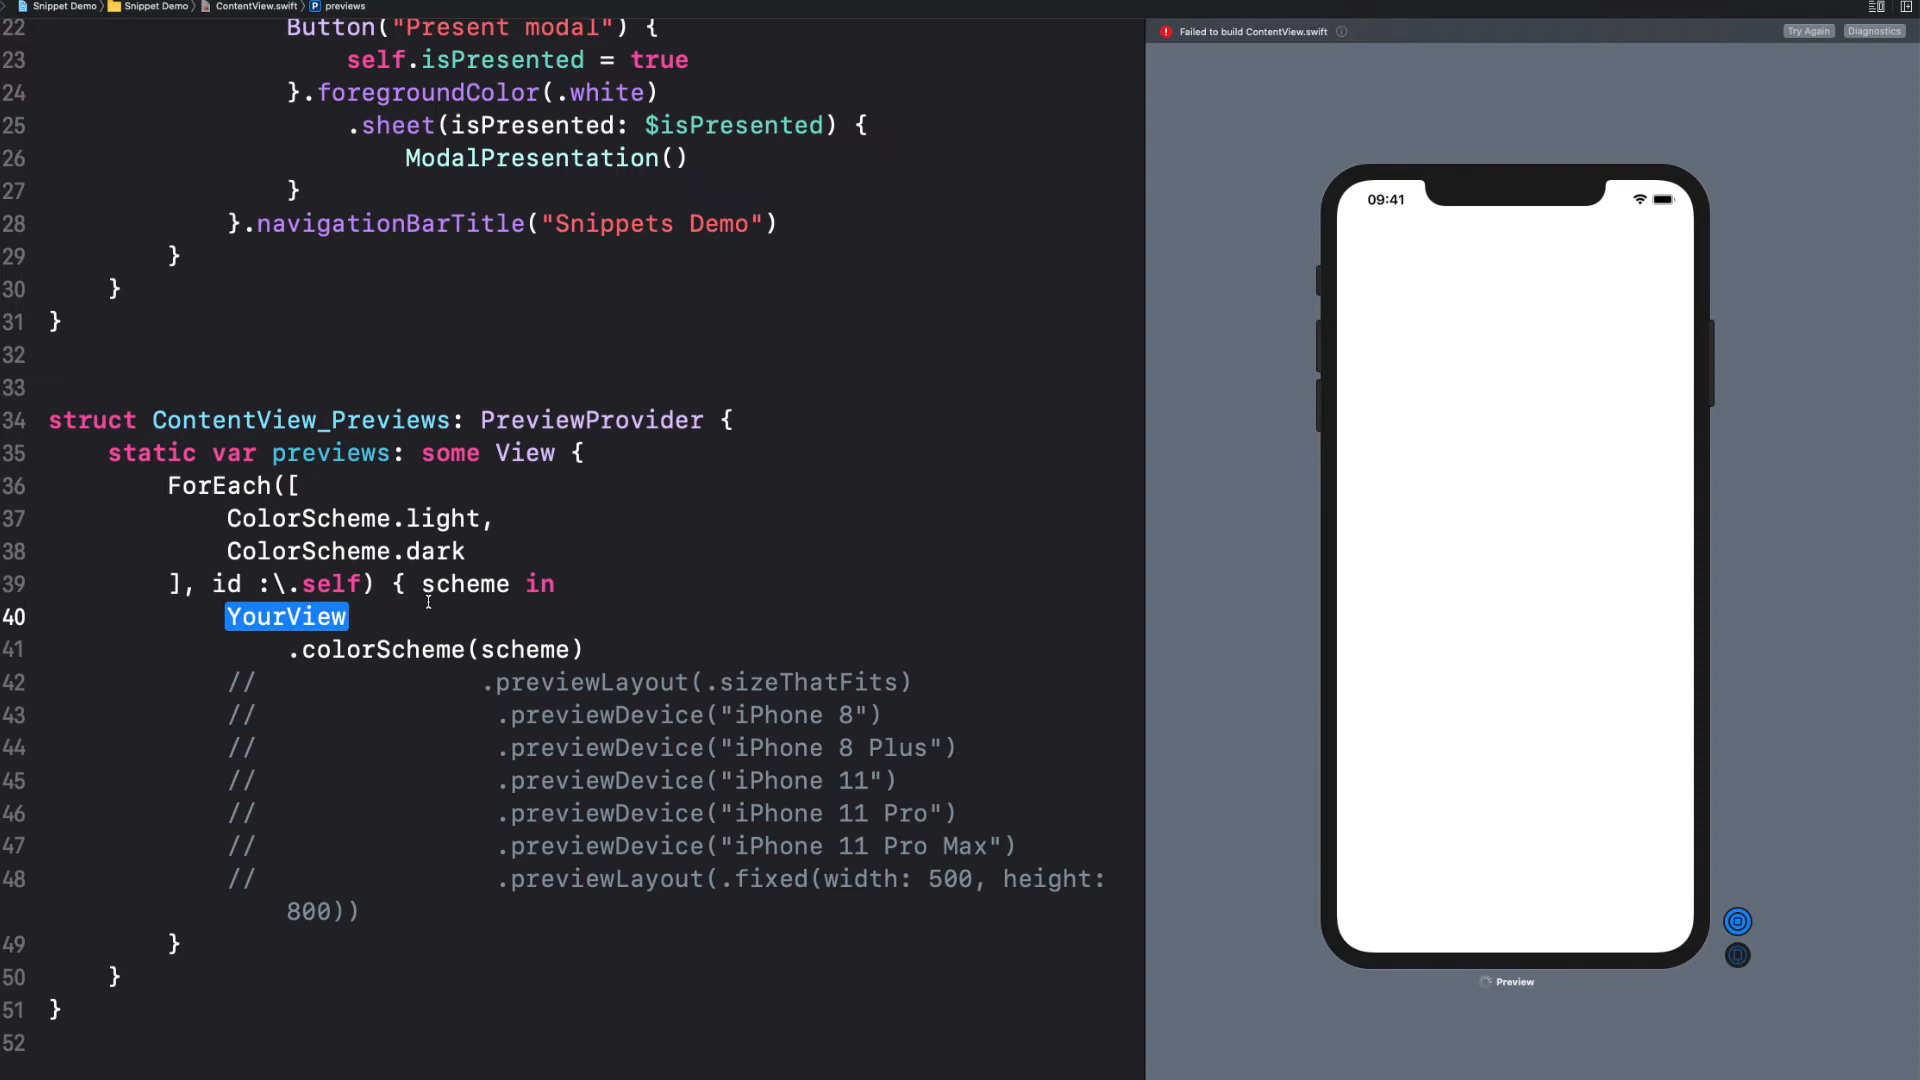 Snippet Demo 〉 Snippet Demo 〉 ContentView.swift 〉 P previews
22 Button("Present modal") {
23 self.isPresented = true
24 }.foregroundColor(.white)
25 .sheet(isPresented: $isPresented) {
26 ModalPresentation()
27 }
28 }.navigationBarTitle("Snippets Demo")
29 }
30 }
31 }
32
33
34 struct ContentView_Previews: PreviewProvider {
35 static var previews: some View {
36 ForEach([
37 ColorScheme.light,
38 ColorScheme.dark
39 ], id :\.self) { scheme in
40 YourView
41 .colorScheme(scheme)
42 // .previewLayout(.sizeThatFits)
43 // .previewDevice("iPhone 8")
44 // .previewDevice("iPhone 8 Plus")
45 // .previewDevice("iPhone 11")
46 // .previewDevice("iPhone 11 Pro")
47 // .previewDevice("iPhone 11 Pro Max")
48 // .previewLayout(.fixed(width: 500, height:
800))
49 }
50 }
51 }
52
Failed to build ContentView.swift
Try Again
Diagnostics
09:41
Preview